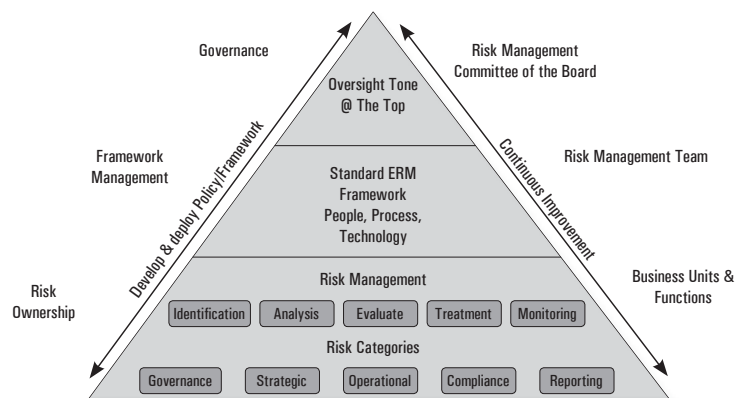 Governance
Risk Management
Committee of the Board
Oversight Tone
@ The Top
Framework
Management
Develop & deploy Policy/Framework
Continuous Improvement
Risk Management Team
Standard ERM
Framework
People, Process,
Technology
Risk
Ownership
Business Units &
Functions
Risk Management
Identification Analysis Evaluate Treatment Monitoring
Risk Categories
Governance Strategic Operational Compliance Reporting